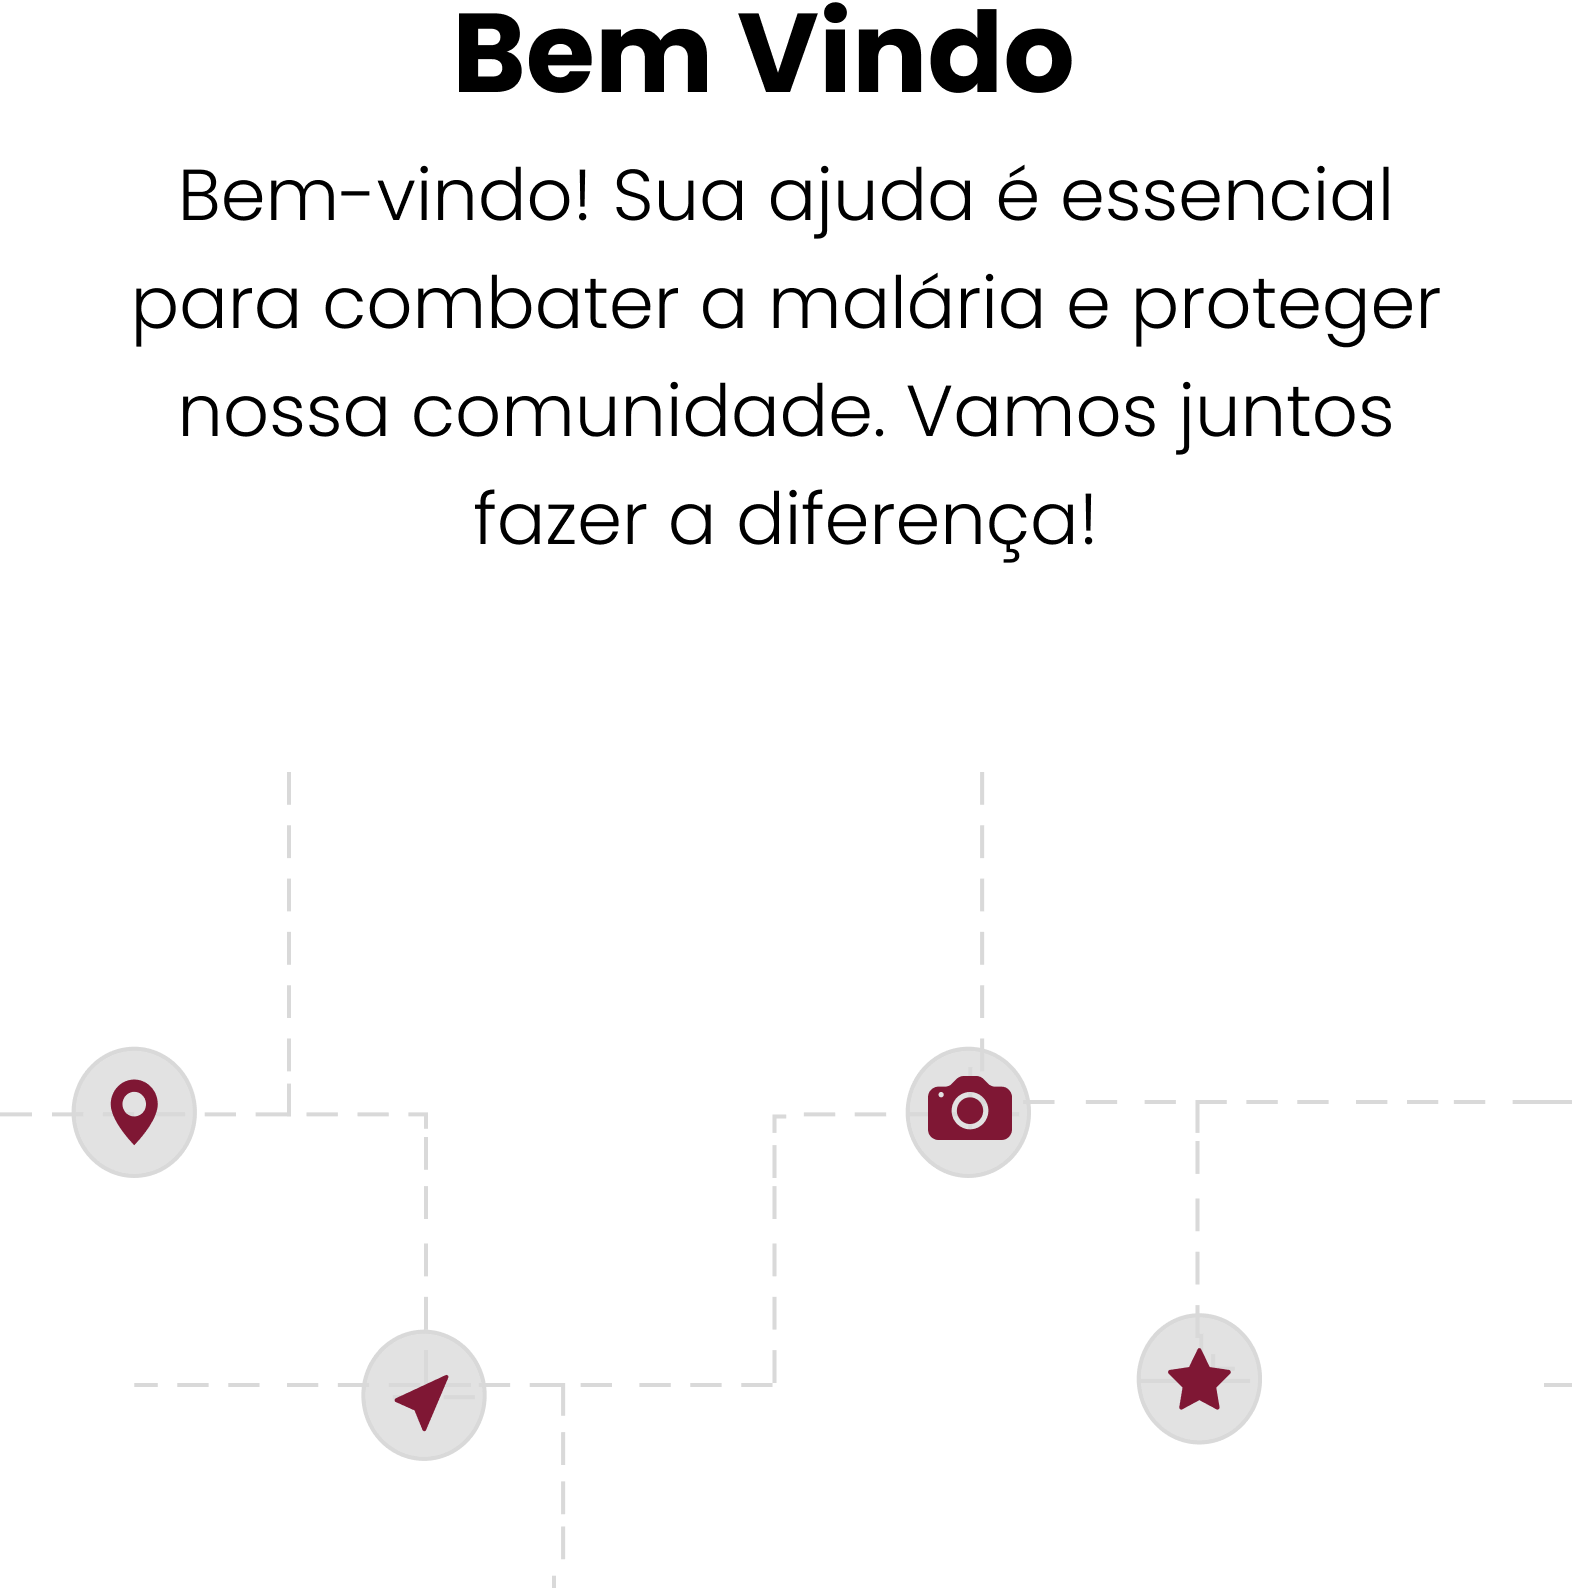 Bem Vindo
Bem-vindo! Sua ajuda é essencial
para combater a malária e proteger
nossa comunidade. Vamos juntos
fazer a diferença!